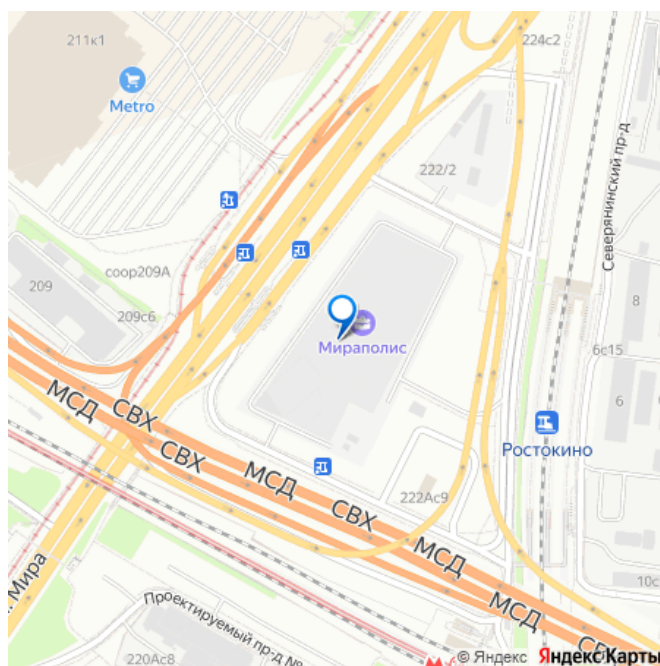 211к1
224с2
Metro
222/2
Северянинский пр-д
соор209А
209
209с6
8
Мираполис
6с15
6
МСД
СВХ
СВХ
МСД
СВХ
МСД
МСД
Ростокино
222Ас9
Мира
10с
Проектируемый пр-д №
220Ас8
© Яндекс Яндекс Карты